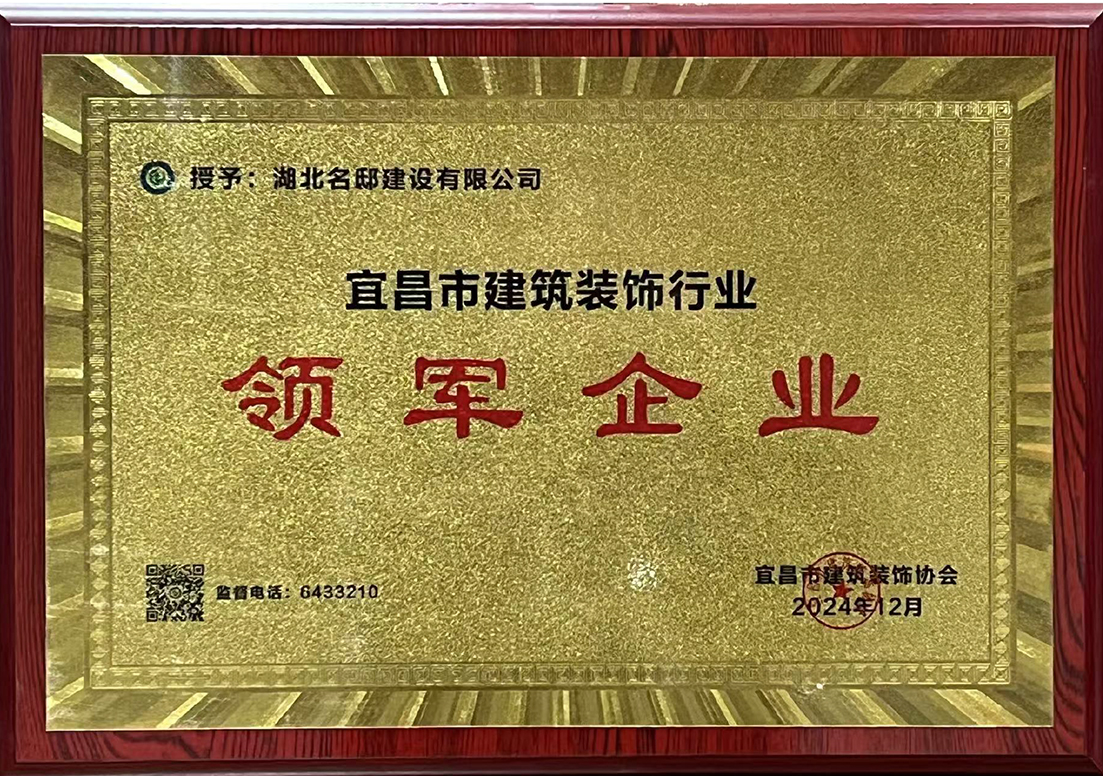 授予：湖北名邸建设有限公司
宜昌市建筑装饰行业
领军企业
监督电话：6433210
宜昌市建筑装饰协会
2024年12月